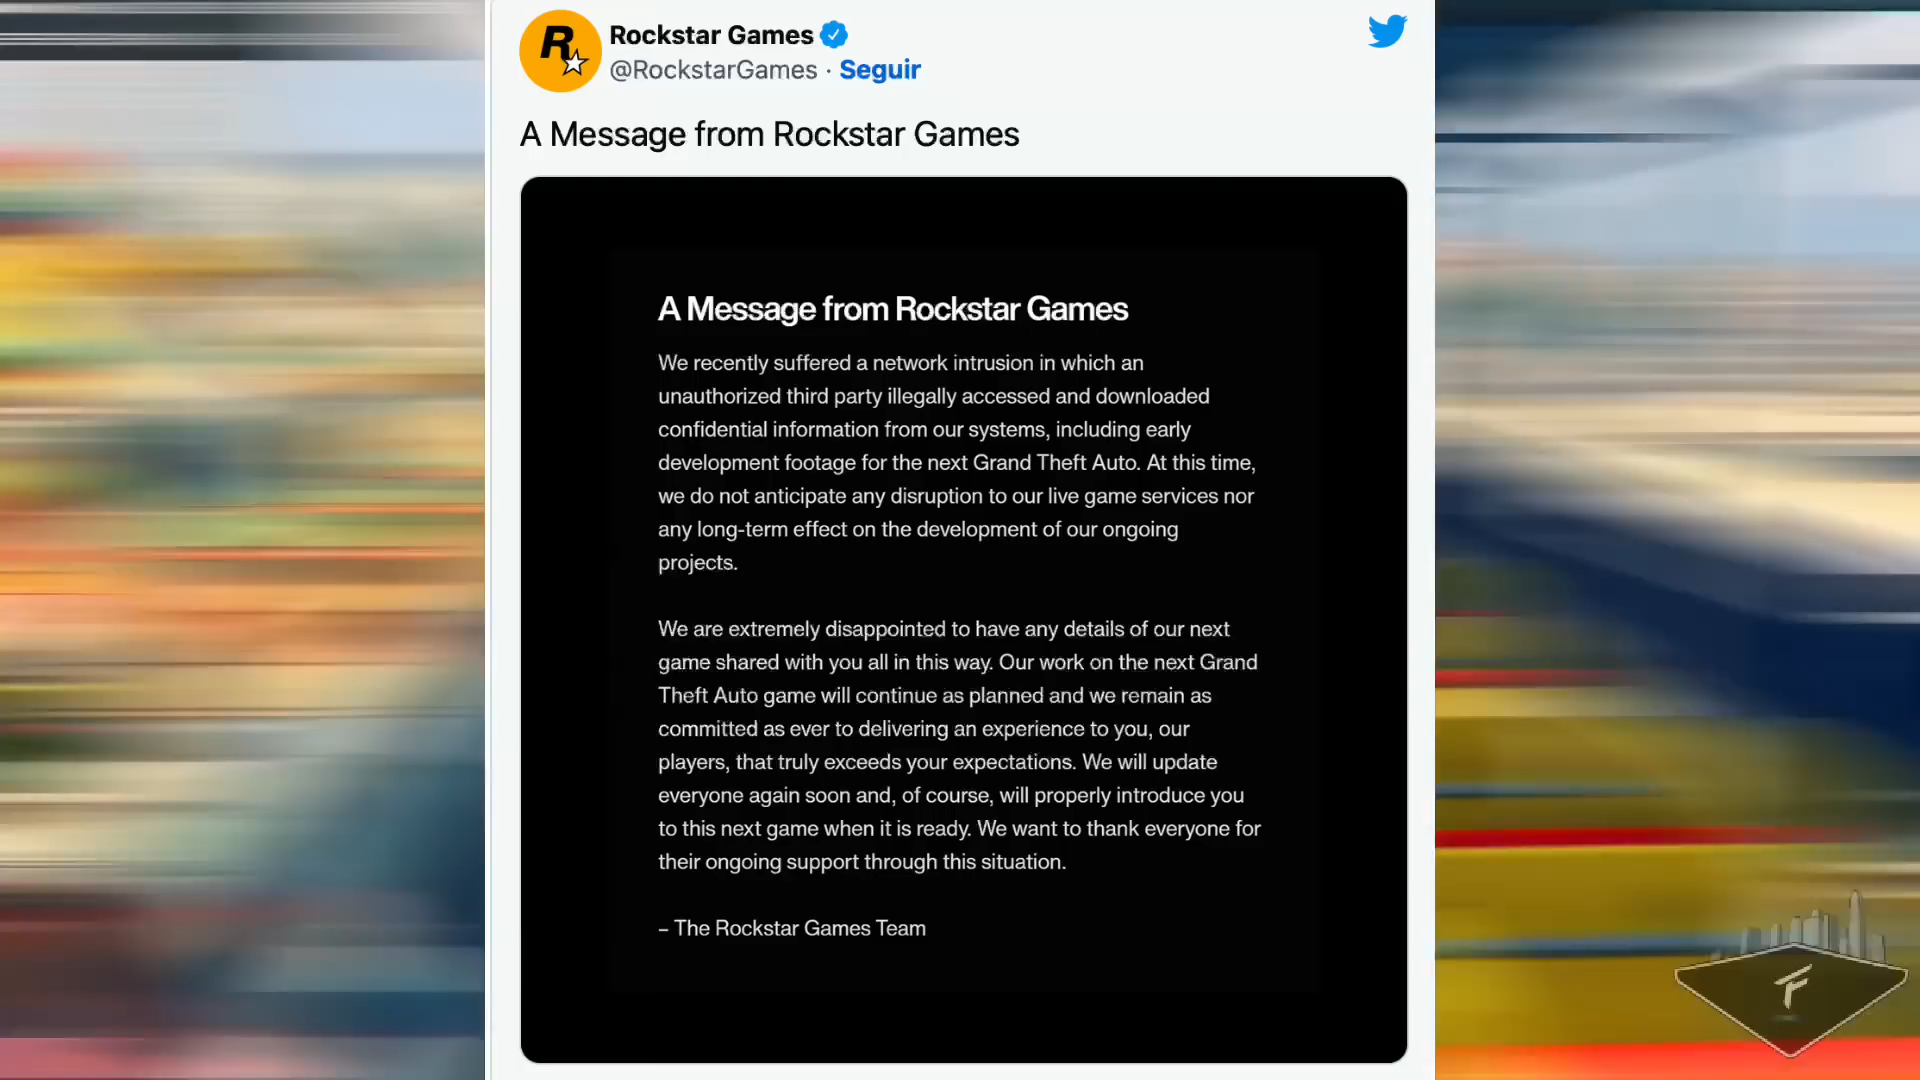 Rockstar Games
@RockstarGames · Seguir
A Message from Rockstar Games
A Message from Rockstar Games
We recently suffered a network intrusion in which an
unauthorized third party illegally accessed and downloaded
confidential information from our systems, including early
development footage for the next Grand Theft Auto. At this time,
we do not anticipate any disruption to our live game services nor
any long-term effect on the development of our ongoing
projects.
We are extremely disappointed to have any details of our next
game shared with you all in this way. Our work on the next Grand
Theft Auto game will continue as planned and we remain as
committed as ever to delivering an experience to you, our
players, that truly exceeds your expectations. We will update
everyone again soon and, of course, will properly introduce you
to this next game when it is ready. We want to thank everyone for
their ongoing support through this situation.
– The Rockstar Games Team